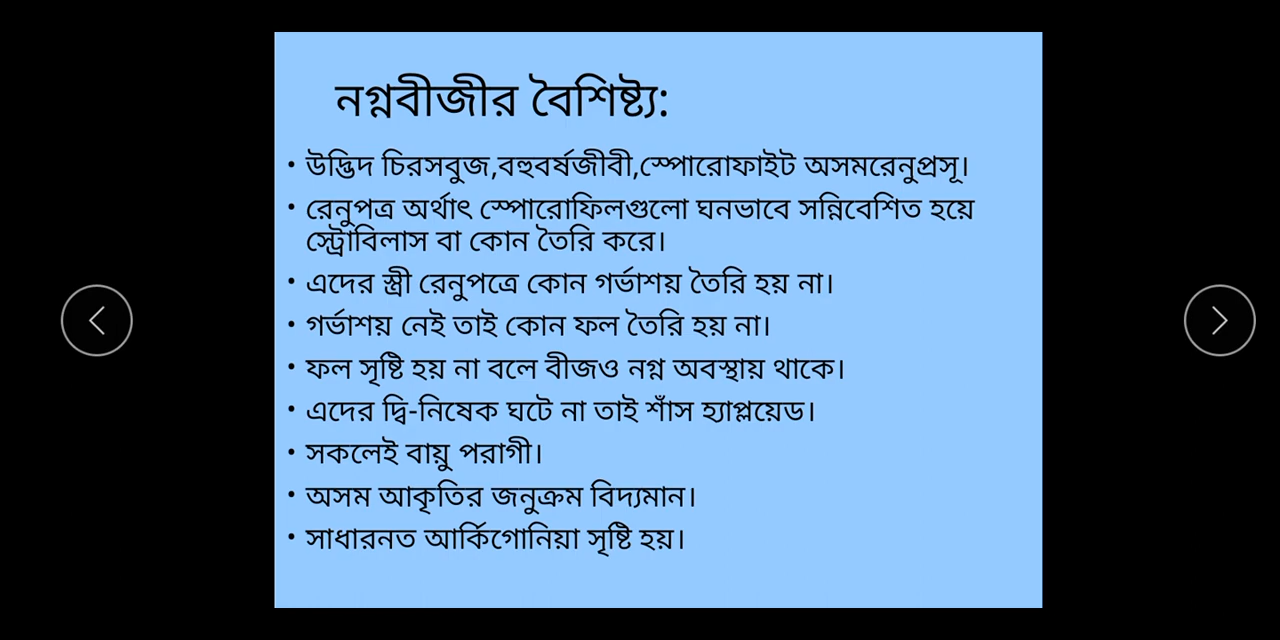 নগ্নবীজীর বৈশিষ্ট্য:
• উদ্ভিদ চিরসবুজ,বহুবর্ষজীবী,স্পোরোফাইট অসমরেনুপ্রসূ।
• রেনুপত্র অর্থাৎ স্পোরোফিলগুলো ঘনভাবে সন্নিবেশিত হয়ে
স্ট্রোবিলাস বা কোন তৈরি করে।
• এদের স্ত্রী রেনুপত্রে কোন গর্ভাশয় তৈরি হয় না।
• গর্ভাশয় নেই তাই কোন ফল তৈরি হয় না।
• ফল সৃষ্টি হয় না বলে বীজও নগ্ন অবস্থায় থাকে।
• এদের দ্বি-নিষেক ঘটে না তাই শাঁস হ্যাপ্লয়েড।
• সকলেই বায়ু পরাগী।
• অসম আকৃতির জনুক্রম বিদ্যমান।
• সাধারনত আর্কিগোনিয়া সৃষ্টি হয়।